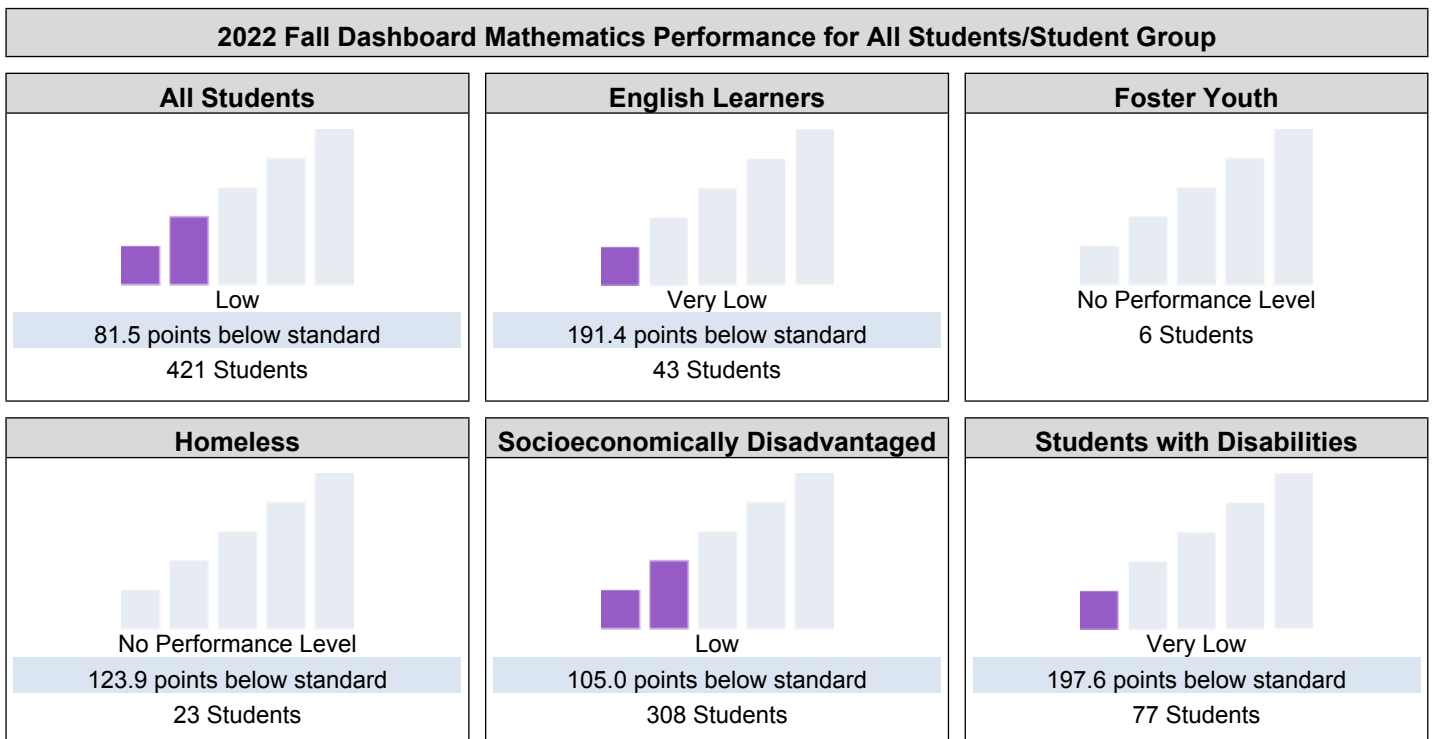 2022 Fall Dashboard Mathematics Performance for All Students/Student Group
All Students
Low
81.5 points below standard
421 Students
English Learners
Very Low
191.4 points below standard
43 Students
Foster Youth
No Performance Level
6 Students
Homeless
No Performance Level
123.9 points below standard
23 Students
Socioeconomically Disadvantaged
Low
105.0 points below standard
308 Students
Students with Disabilities
Very Low
197.6 points below standard
77 Students